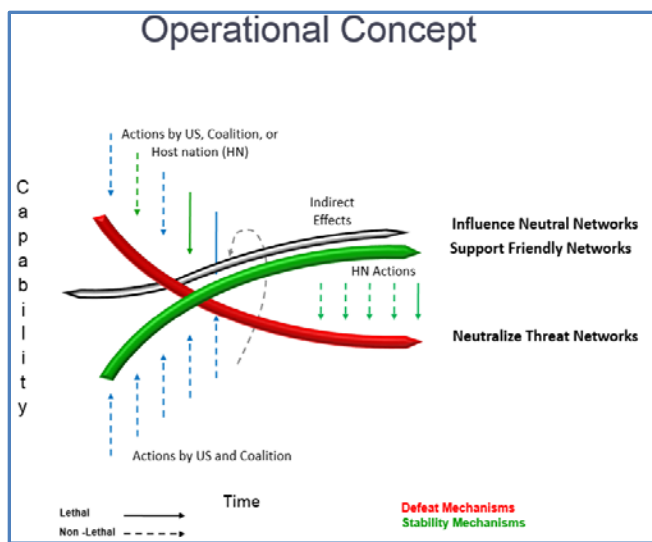 Operational Concept
Actions by US, Coalition, or
Host nation (HN)
Capability
Indirect
Effects
Influence Neutral Networks
Support Friendly Networks
HN Actions
Neutralize Threat Networks
Actions by US and Coalition
Time
Lethal
Non -Lethal
Defeat Mechanisms
Stability Mechanisms